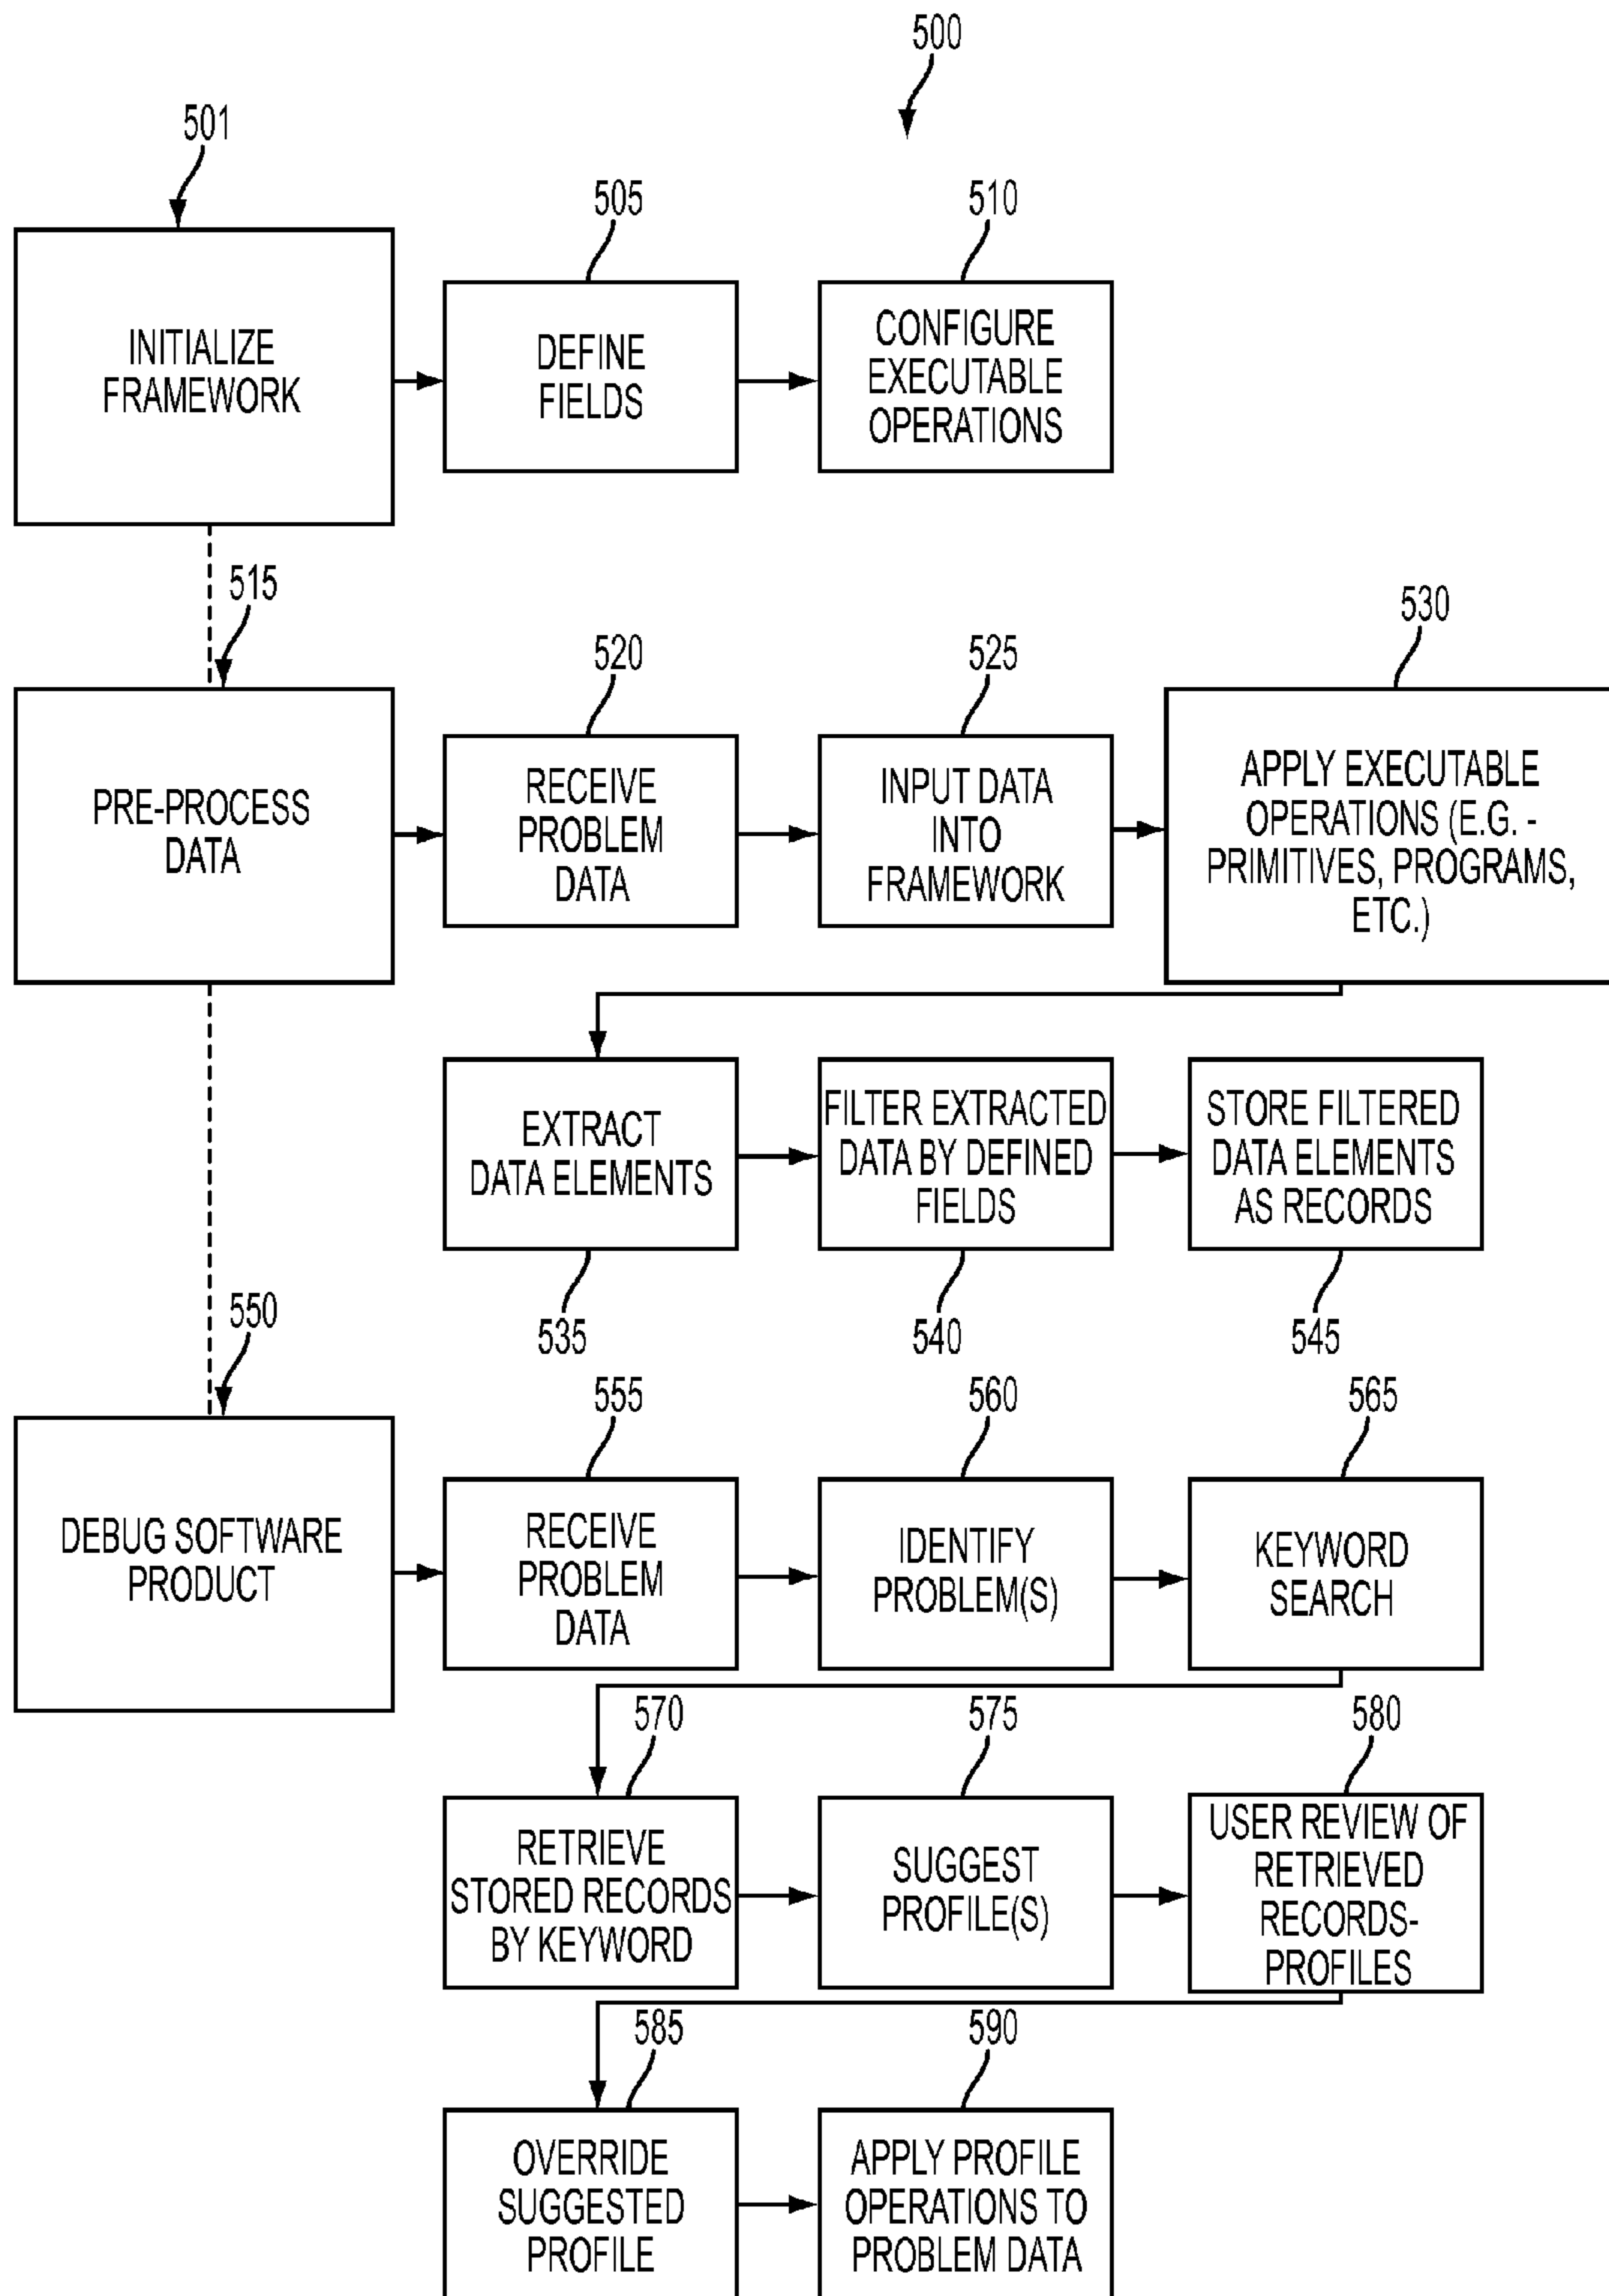 500
501
505
510
INITIALIZE
FRAMEWORK
DEFINE
FIELDS
CONFIGURE
EXECUTABLE
OPERATIONS
515
520
525
530
PRE-PROCESS
DATA
RECEIVE
PROBLEM
DATA
INPUT DATA
INTO
FRAMEWORK
APPLY EXECUTABLE
OPERATIONS (E.G. -
PRIMITIVES, PROGRAMS,
ETC.)
EXTRACT
DATA ELEMENTS
FILTER EXTRACTED
DATA BY DEFINED
FIELDS
STORE FILTERED
DATA ELEMENTS
AS RECORDS
535
540
545
550
555
560
565
DEBUG SOFTWARE
PRODUCT
RECEIVE
PROBLEM
DATA
IDENTIFY
PROBLEM(S)
KEYWORD
SEARCH
570
575
580
RETRIEVE
STORED RECORDS
BY KEYWORD
SUGGEST
PROFILE(S)
USER REVIEW OF
RETRIEVED
RECORDS-
PROFILES
585
590
OVERRIDE
SUGGESTED
PROFILE
APPLY PROFILE
OPERATIONS TO
PROBLEM DATA